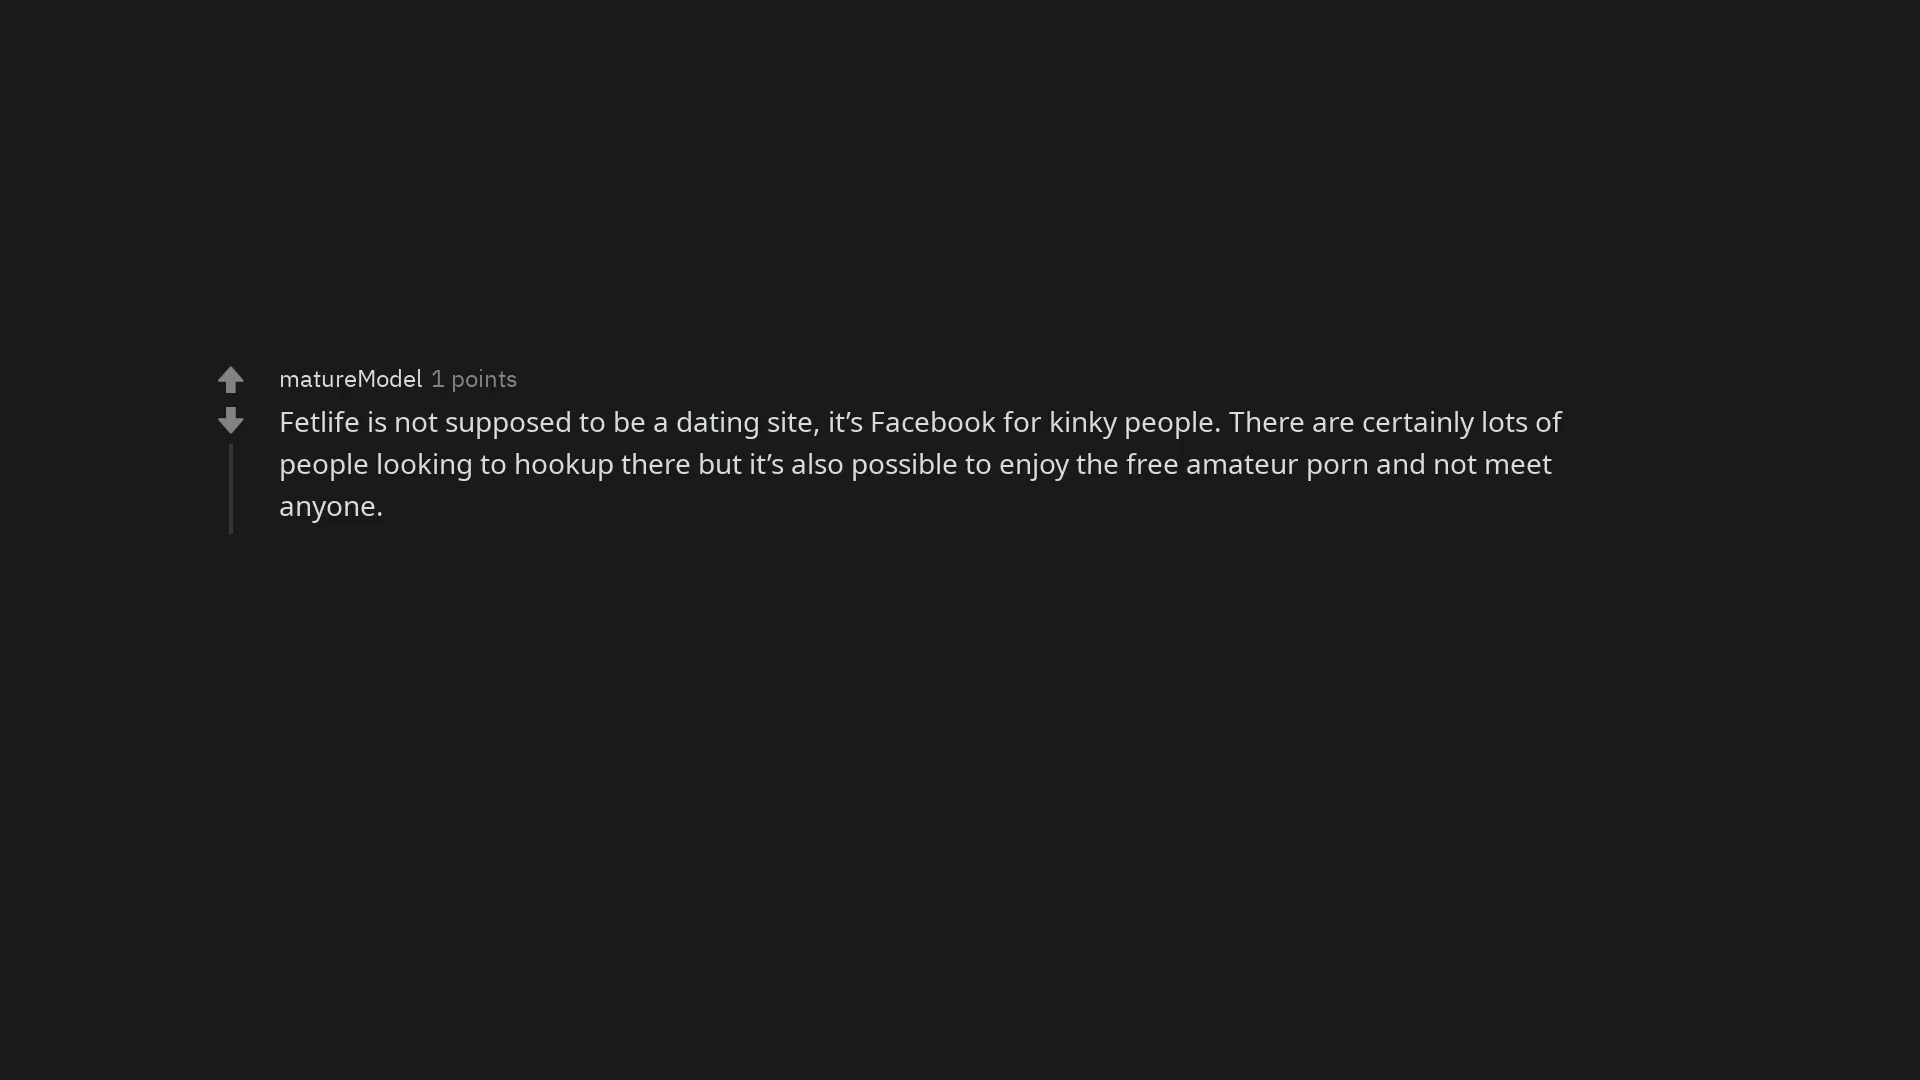 matureModel 1 points
Fetlife is not supposed to be a dating site, it’s Facebook for kinky people. There are certainly lots of
people looking to hookup there but it’s also possible to enjoy the free amateur porn and not meet
anyone.